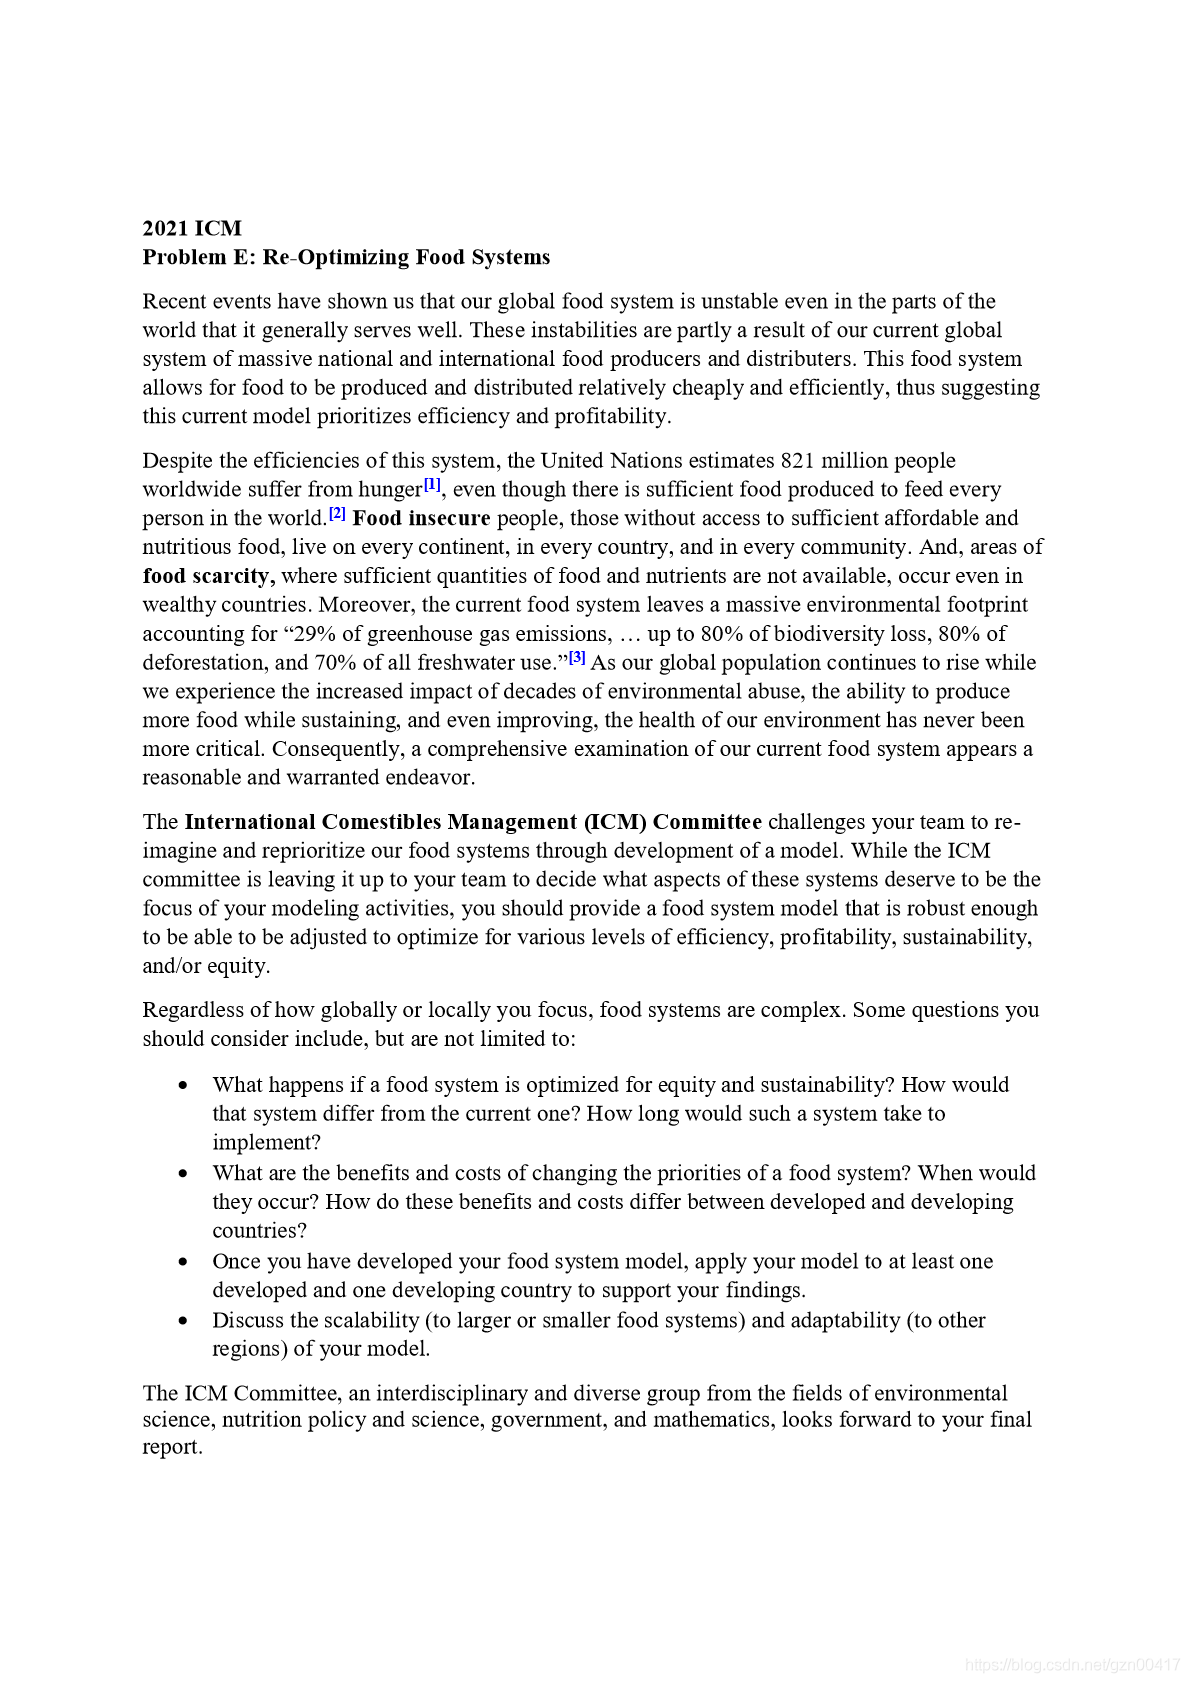 2021 ICM
Problem E: Re-Optimizing Food Systems
Recent events have shown us that our global food system is unstable even in the parts of the
world that it generally serves well. These instabilities are partly a result of our current global
system of massive national and international food producers and distributers. This food system
allows for food to be produced and distributed relatively cheaply and efficiently, thus suggesting
this current model prioritizes efficiency and profitability.
Despite the efficiencies of this system, the United Nations estimates 821 million people
worldwide suffer from hunger[1], even though there is sufficient food produced to feed every
person in the world.[2] Food insecure people, those without access to sufficient affordable and
nutritious food, live on every continent, in every country, and in every community. And, areas of
food scarcity, where sufficient quantities of food and nutrients are not available, occur even in
wealthy countries. Moreover, the current food system leaves a massive environmental footprint
accounting for “29% of greenhouse gas emissions, … up to 80% of biodiversity loss, 80% of
deforestation, and 70% of all freshwater use.”[3] As our global population continues to rise while
we experience the increased impact of decades of environmental abuse, the ability to produce
more food while sustaining, and even improving, the health of our environment has never been
more critical. Consequently, a comprehensive examination of our current food system appears a
reasonable and warranted endeavor.
The International Comestibles Management (ICM) Committee challenges your team to re-
imagine and reprioritize our food systems through development of a model. While the ICM
committee is leaving it up to your team to decide what aspects of these systems deserve to be the
focus of your modeling activities, you should provide a food system model that is robust enough
to be able to be adjusted to optimize for various levels of efficiency, profitability, sustainability,
and/or equity.
Regardless of how globally or locally you focus, food systems are complex. Some questions you
should consider include, but are not limited to:
• What happens if a food system is optimized for equity and sustainability? How would
that system differ from the current one? How long would such a system take to
implement?
• What are the benefits and costs of changing the priorities of a food system? When would
they occur? How do these benefits and costs differ between developed and developing
countries?
• Once you have developed your food system model, apply your model to at least one
developed and one developing country to support your findings.
• Discuss the scalability (to larger or smaller food systems) and adaptability (to other
regions) of your model.
The ICM Committee, an interdisciplinary and diverse group from the fields of environmental
science, nutrition policy and science, government, and mathematics, looks forward to your final
report.
https://blog.csdn.net/gzn00417